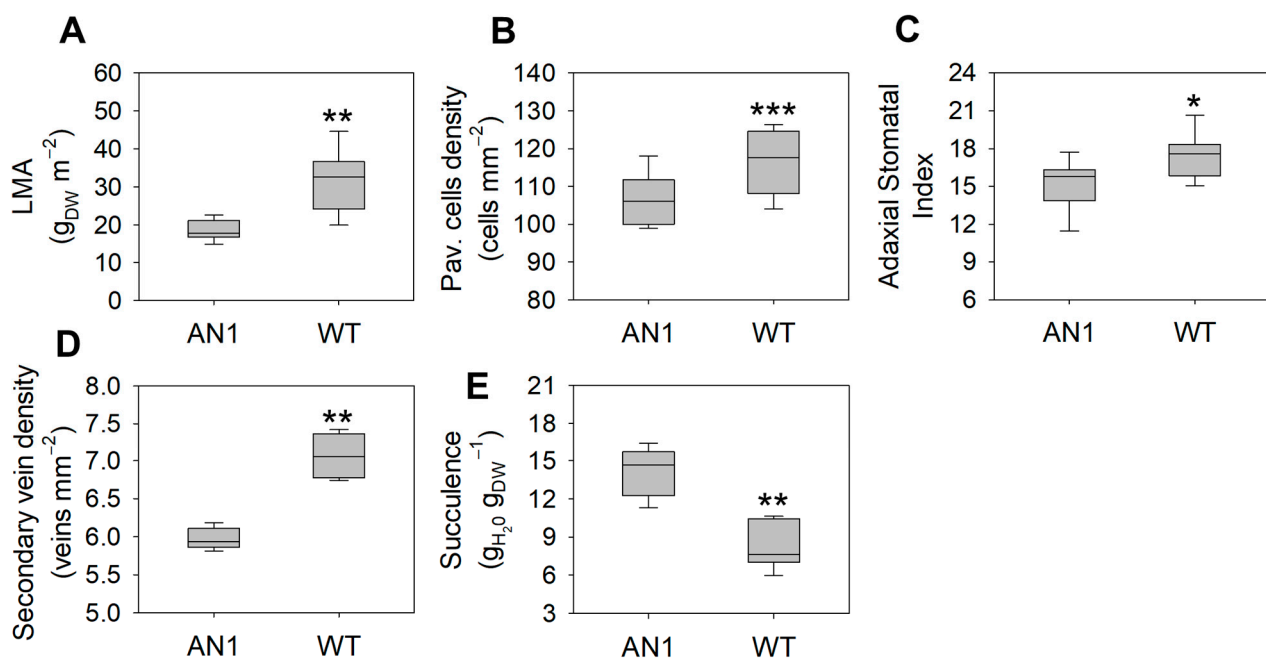 A
LMA
(gDW m−2)
60
50
40
30
20
10
0
**
AN1
WT
B
Pav. cells density
(cells mm−2)
140
130
120
110
100
90
80
***
AN1
WT
C
Adaxial Stomatal
Index
24
21
18
15
12
9
6
*
AN1
WT
D
Secondary vein density
(veins mm−2)
8.0
7.5
7.0
6.5
6.0
5.5
5.0
**
AN1
WT
E
Succulence
(gH20 gDW−1)
21
18
15
12
9
6
3
**
AN1
WT